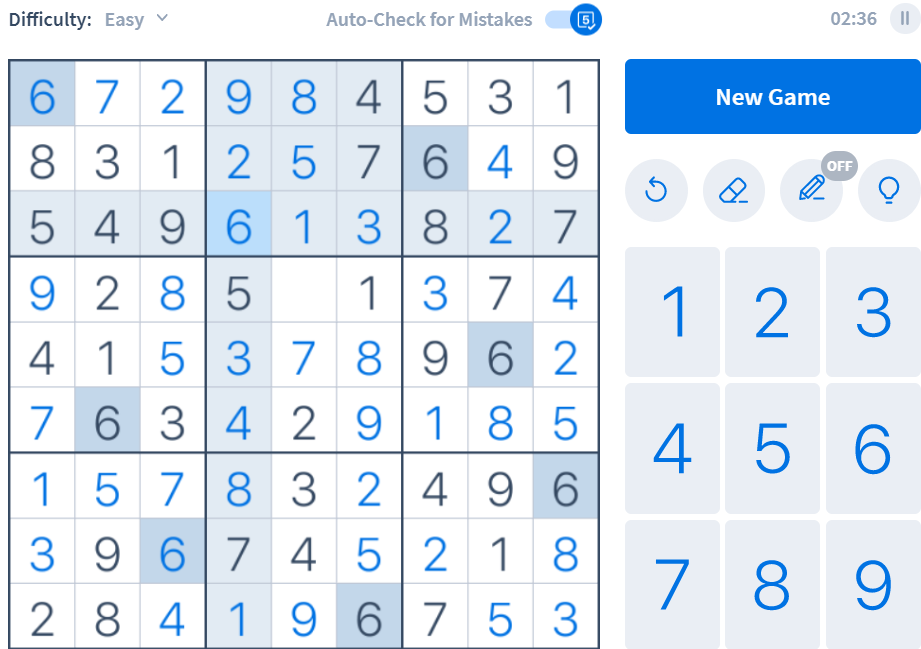 Difficulty: Easy Auto-Check for Mistakes 5 02:36
6 7 2 9 8 4 5 3 1
8 3 1 2 5 7 6 4 9
5 4 9 6 1 3 8 2 7
9 2 8 5 1 3 7 4
4 1 5 3 7 8 9 6 2
7 6 3 4 2 9 1 8 5
1 5 7 8 3 2 4 9 6
3 9 6 7 4 5 2 1 8
2 8 4 1 9 6 7 5 3
New Game
OFF
1 2 3
4 5 6
7 8 9